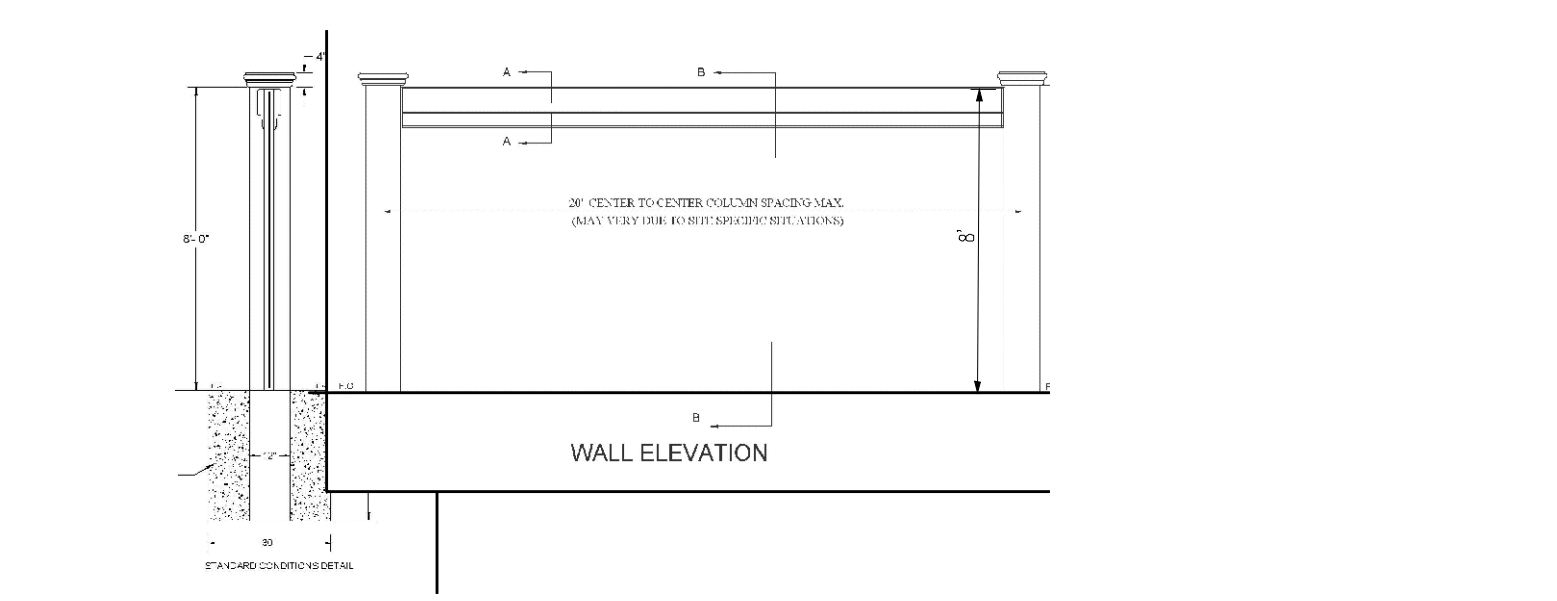 4"
A
B
A
20' CENTER TO CENTER COLUMN SPACING MAX.
(MAY VERY DUE TO SITE SPECIFIC SITUATIONS)
8'-0"
8'
F.G
F
B
WALL ELEVATION
12"
36
STANDARD CONDITIONS DETAIL